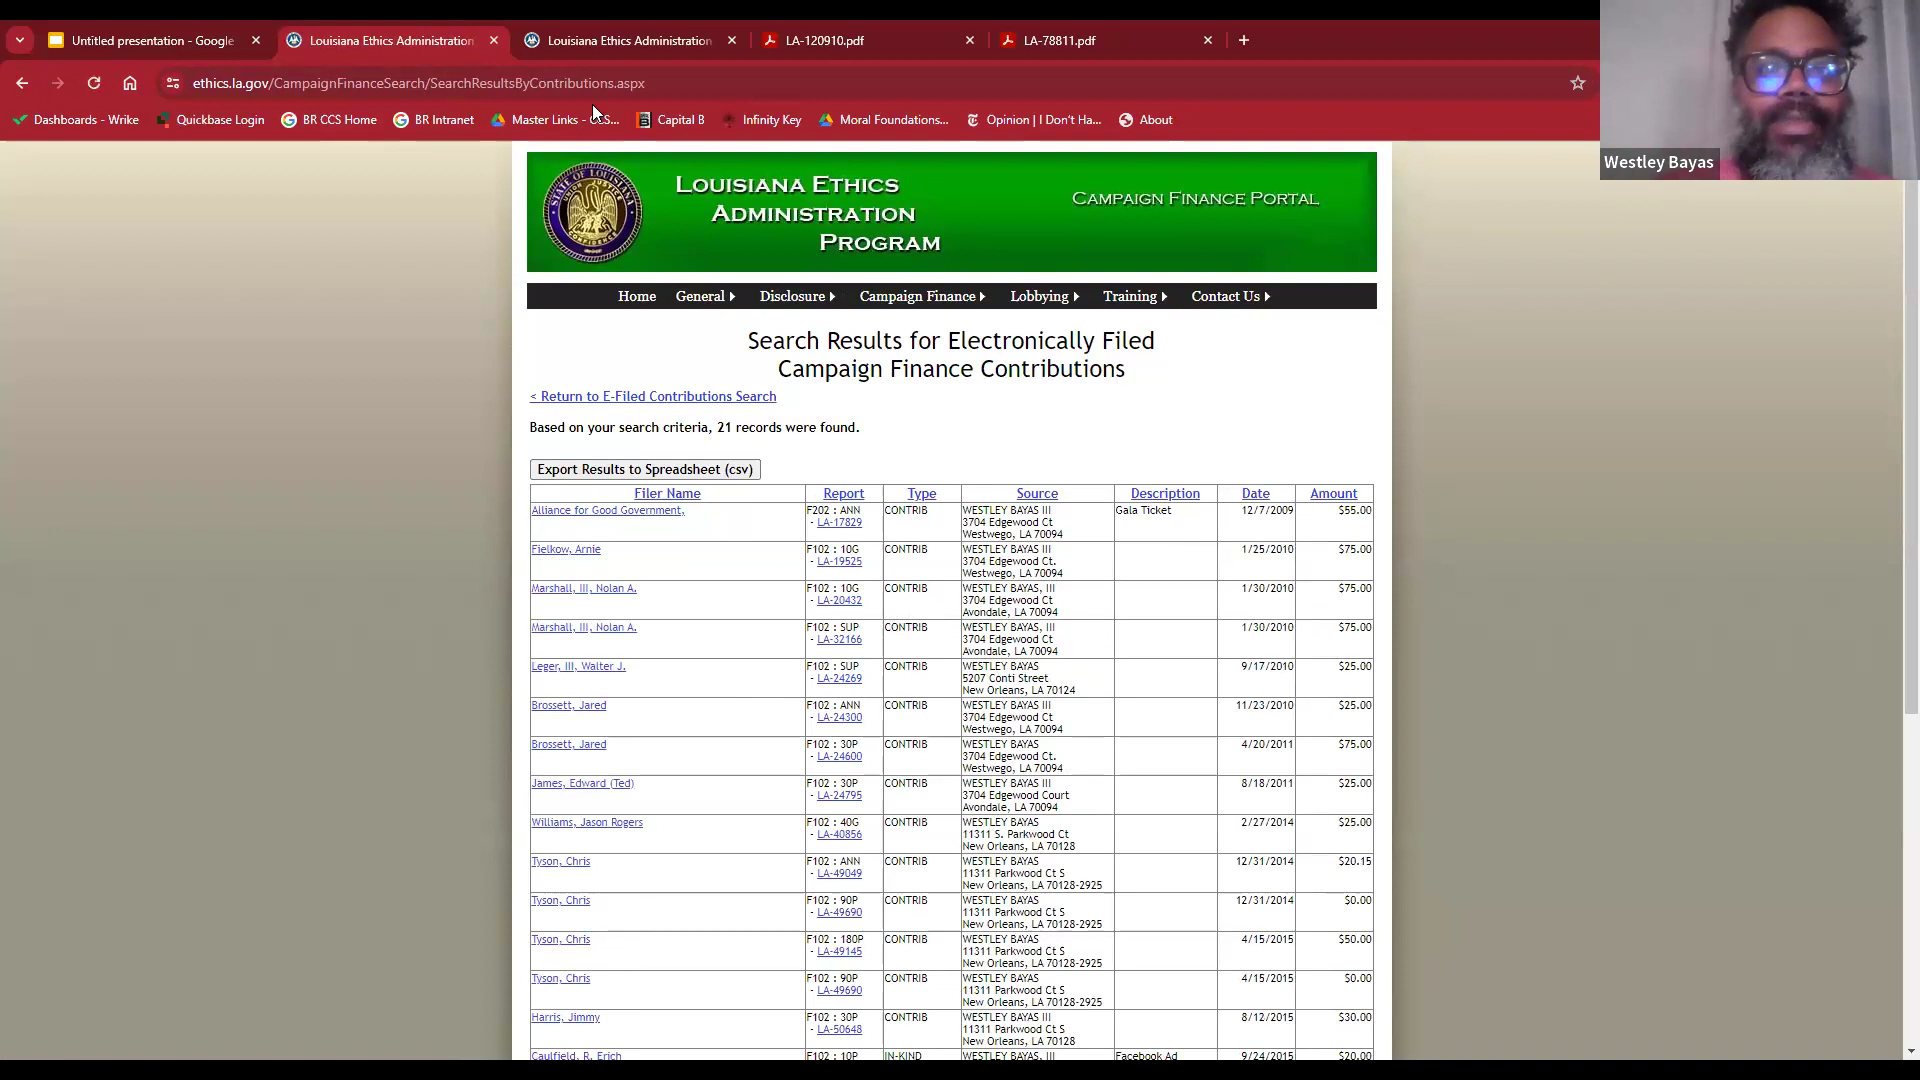 Untitled presentation - Google
Louisiana Ethics Administration
Louisiana Ethics Administration
LA-120910.pdf
LA-78811.pdf
ethics.la.gov/CampaignFinanceSearch/SearchResultsByContributions.aspx
Dashboards - Wrike
Quickbase Login
BR CCS Home
BR Intranet
Master Links - CCS...
Capital B
Infinity Key
Moral Foundations...
Opinion | I Don't Ha...
About
Westley Bayas
LOUISIANA ETHICS
ADMINISTRATION
PROGRAM
CAMPAIGN FINANCE PORTAL
Home General Disclosure Campaign Finance Lobbying Training Contact Us
Search Results for Electronically Filed
Campaign Finance Contributions
< Return to E-Filed Contributions Search
Based on your search criteria, 21 records were found.
Export Results to Spreadsheet (csv)
Filer Name Report Type Source Description Date Amount
Alliance for Good Government, F202 : ANN CONTRIB WESTLEY BAYAS III Gala Ticket 12/7/2009 $55.00
- LA-17829 3704 Edgewood Ct
Westwego, LA 70094
Fielkow, Arnie F102 : 10G CONTRIB WESTLEY BAYAS III 1/25/2010 $75.00
- LA-19525 3704 Edgewood Ct.
Westwego, LA 70094
Marshall, III, Nolan A. F102 : 10G CONTRIB WESTLEY BAYAS, III 1/30/2010 $75.00
- LA-20432 3704 Edgewood Ct
Avondale, LA 70094
Marshall, III, Nolan A. F102 : SUP CONTRIB WESTLEY BAYAS, III 1/30/2010 $75.00
- LA-32166 3704 Edgewood Ct
Avondale, LA 70094
Leger, III, Walter J. F102 : SUP CONTRIB WESTLEY BAYAS 9/17/2010 $25.00
- LA-24269 5207 Conti Street
New Orleans, LA 70124
Brossett, Jared F102 : ANN CONTRIB WESTLEY BAYAS III 11/23/2010 $25.00
- LA-24300 3704 Edgewood Ct
Westwego, LA 70094
Brossett, Jared F102 : 30P CONTRIB WESTLEY BAYAS 4/20/2011 $75.00
- LA-24600 3704 Edgewood Ct.
Westwego, LA 70094
James, Edward (Ted) F102 : 30P CONTRIB WESTLEY BAYAS III 8/18/2011 $25.00
- LA-24795 3704 Edgewood Court
Avondale, LA 70094
Williams, Jason Rogers F102 : 40G CONTRIB WESTLEY BAYAS 2/27/2014 $25.00
- LA-40856 11311 S. Parkwood Ct
New Orleans, LA 70128
Tyson, Chris F102 : ANN CONTRIB WESTLEY BAYAS 12/31/2014 $20.15
- LA-49049 11311 Parkwood Ct S
New Orleans, LA 70128-2925
Tyson, Chris F102 : 90P CONTRIB WESTLEY BAYAS 12/31/2014 $0.00
- LA-49690 11311 Parkwood Ct S
New Orleans, LA 70128-2925
Tyson, Chris F102 : 180P CONTRIB WESTLEY BAYAS 4/15/2015 $50.00
- LA-49145 11311 Parkwood Ct S
New Orleans, LA 70128-2925
Tyson, Chris F102 : 90P CONTRIB WESTLEY BAYAS 4/15/2015 $0.00
- LA-49690 11311 Parkwood Ct S
New Orleans, LA 70128-2925
Harris, Jimmy F102 : 30P CONTRIB WESTLEY BAYAS III 8/12/2015 $30.00
- LA-50648 11311 Parkwood Ct S
New Orleans, LA 70128
Caulfield, R. Erich F102 : 10P IN-KIND WESTLEY BAYAS, III Facebook Ad 9/24/2015 $20.00